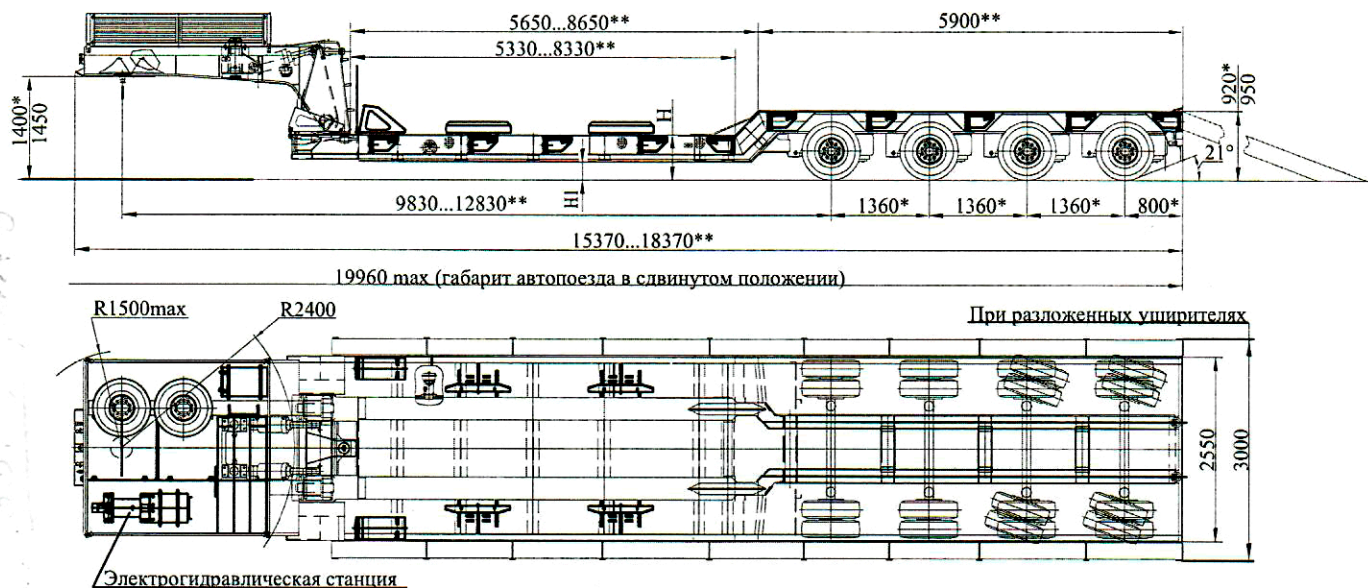 5650...8650**
5900**
5330...8330**
1400*
1450
H
H1
920*
950
21°
9830...12830**
1360*
1360*
1360*
800*
15370...18370**
19960 max (габарит автопоезда в сдвинутом положении)
R1500max
R2400
При разложенных уширителях
2550
3000
Электрогидравлическая станция